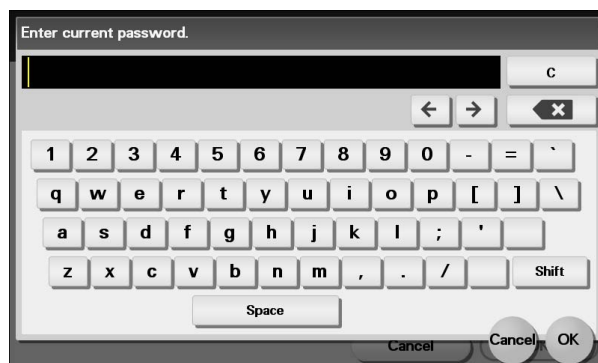 Enter current password.
C
← →
1 2 3 4 5 6 7 8 9 0 - = `
q w e r t y u i o p [ ] \
a s d f g h j k l ; '
z x c v b n m , . / Shift
Space
Cancel OK
Cancel